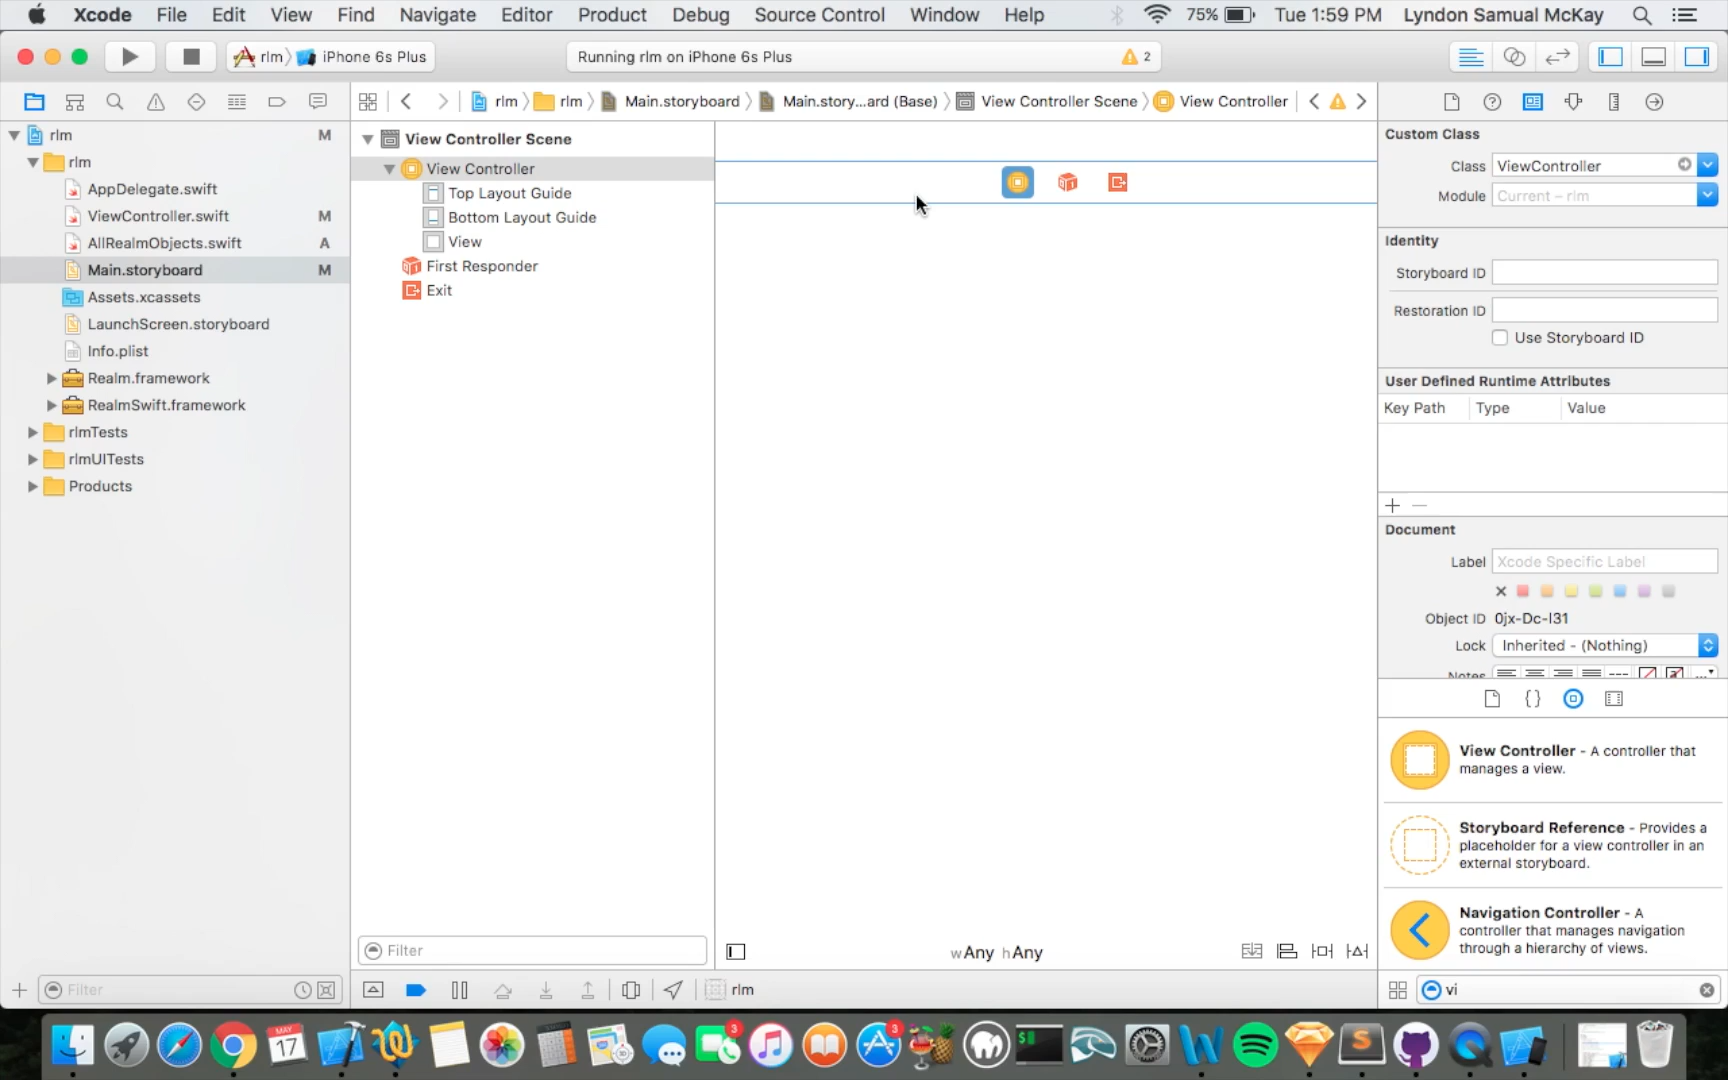 Xcode File Edit View Find Navigate Editor Product Debug Source Control Window Help 75% Tue 1:59 PM Lyndon Samual McKay
rlm iPhone 6s Plus Running rlm on iPhone 6s Plus 2
rlm rlm Main.storyboard Main.story...ard (Base) View Controller Scene View Controller
rlm M
rlm
AppDelegate.swift
ViewController.swift M
AllRealmObjects.swift A
Main.storyboard M
Assets.xcassets
LaunchScreen.storyboard
Info.plist
Realm.framework
RealmSwift.framework
rlmTests
rlmUITests
Products
Filter
View Controller Scene
View Controller
Top Layout Guide
Bottom Layout Guide
View
First Responder
Exit
Filter
wAny hAny
rlm
Custom Class
Class ViewController
Module Current – rlm
Identity
Storyboard ID
Restoration ID
Use Storyboard ID
User Defined Runtime Attributes
Key Path Type Value
Document
Label Xcode Specific Label
Object ID 0jx-Dc-l31
Lock Inherited - (Nothing)
Notes
View Controller - A controller that
manages a view.
Storyboard Reference - Provides a
placeholder for a view controller in an
external storyboard.
Navigation Controller - A
controller that manages navigation
through a hierarchy of views.
vi
MAY
17
3
3